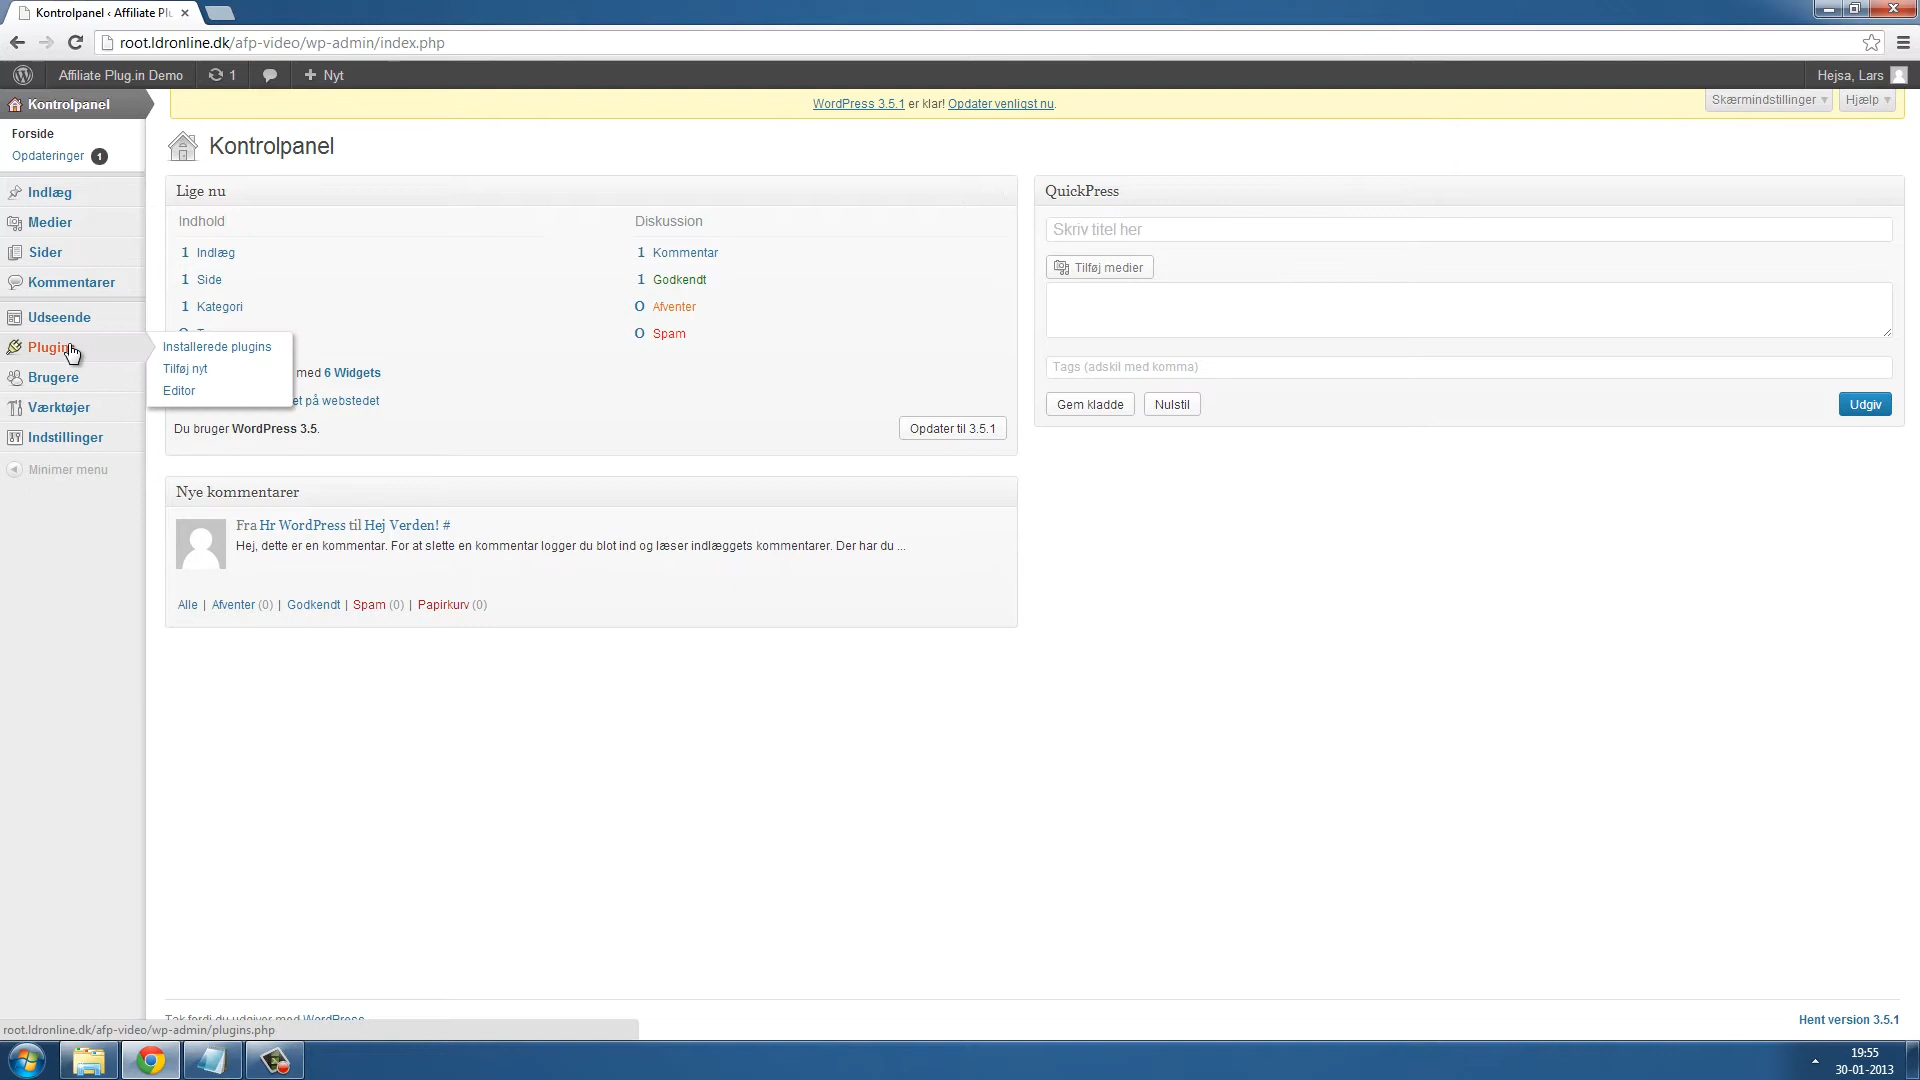 Kontrolpanel ‹ Affiliate Plu
root.ldronline.dk/afp-video/wp-admin/index.php
Affiliate Plug.in Demo
1
Nyt
Hejsa, Lars
Kontrolpanel
WordPress 3.5.1 er klar! Opdater venligst nu.
Skærmindstillinger
Hjælp
Forside
Opdateringer 1
Kontrolpanel
Indlæg
Medier
Sider
Kommentarer
Udseende
Plugin
Brugere
Værktøjer
Indstillinger
Minimer menu
Installerede plugins
Tilføj nyt
Editor
Lige nu
Indhold
1 Indlæg
1 Side
1 Kategori
Diskussion
1 Kommentar
1 Godkendt
0 Afventer
0 Spam
med 6 Widgets
et på webstedet
Du bruger WordPress 3.5.
Opdater til 3.5.1
QuickPress
Skriv titel her
Tilføj medier
Tags (adskil med komma)
Gem kladde
Nulstil
Udgiv
Nye kommentarer
Fra Hr WordPress til Hej Verden! #
Hej, dette er en kommentar. For at slette en kommentar logger du blot ind og læser indlæggets kommentarer. Der har du ...
Alle | Afventer (0) | Godkendt | Spam (0) | Papirkurv (0)
Tak fordi du udgiver med WordPress
Hent version 3.5.1
root.ldronline.dk/afp-video/wp-admin/plugins.php
19:55
30-01-2013